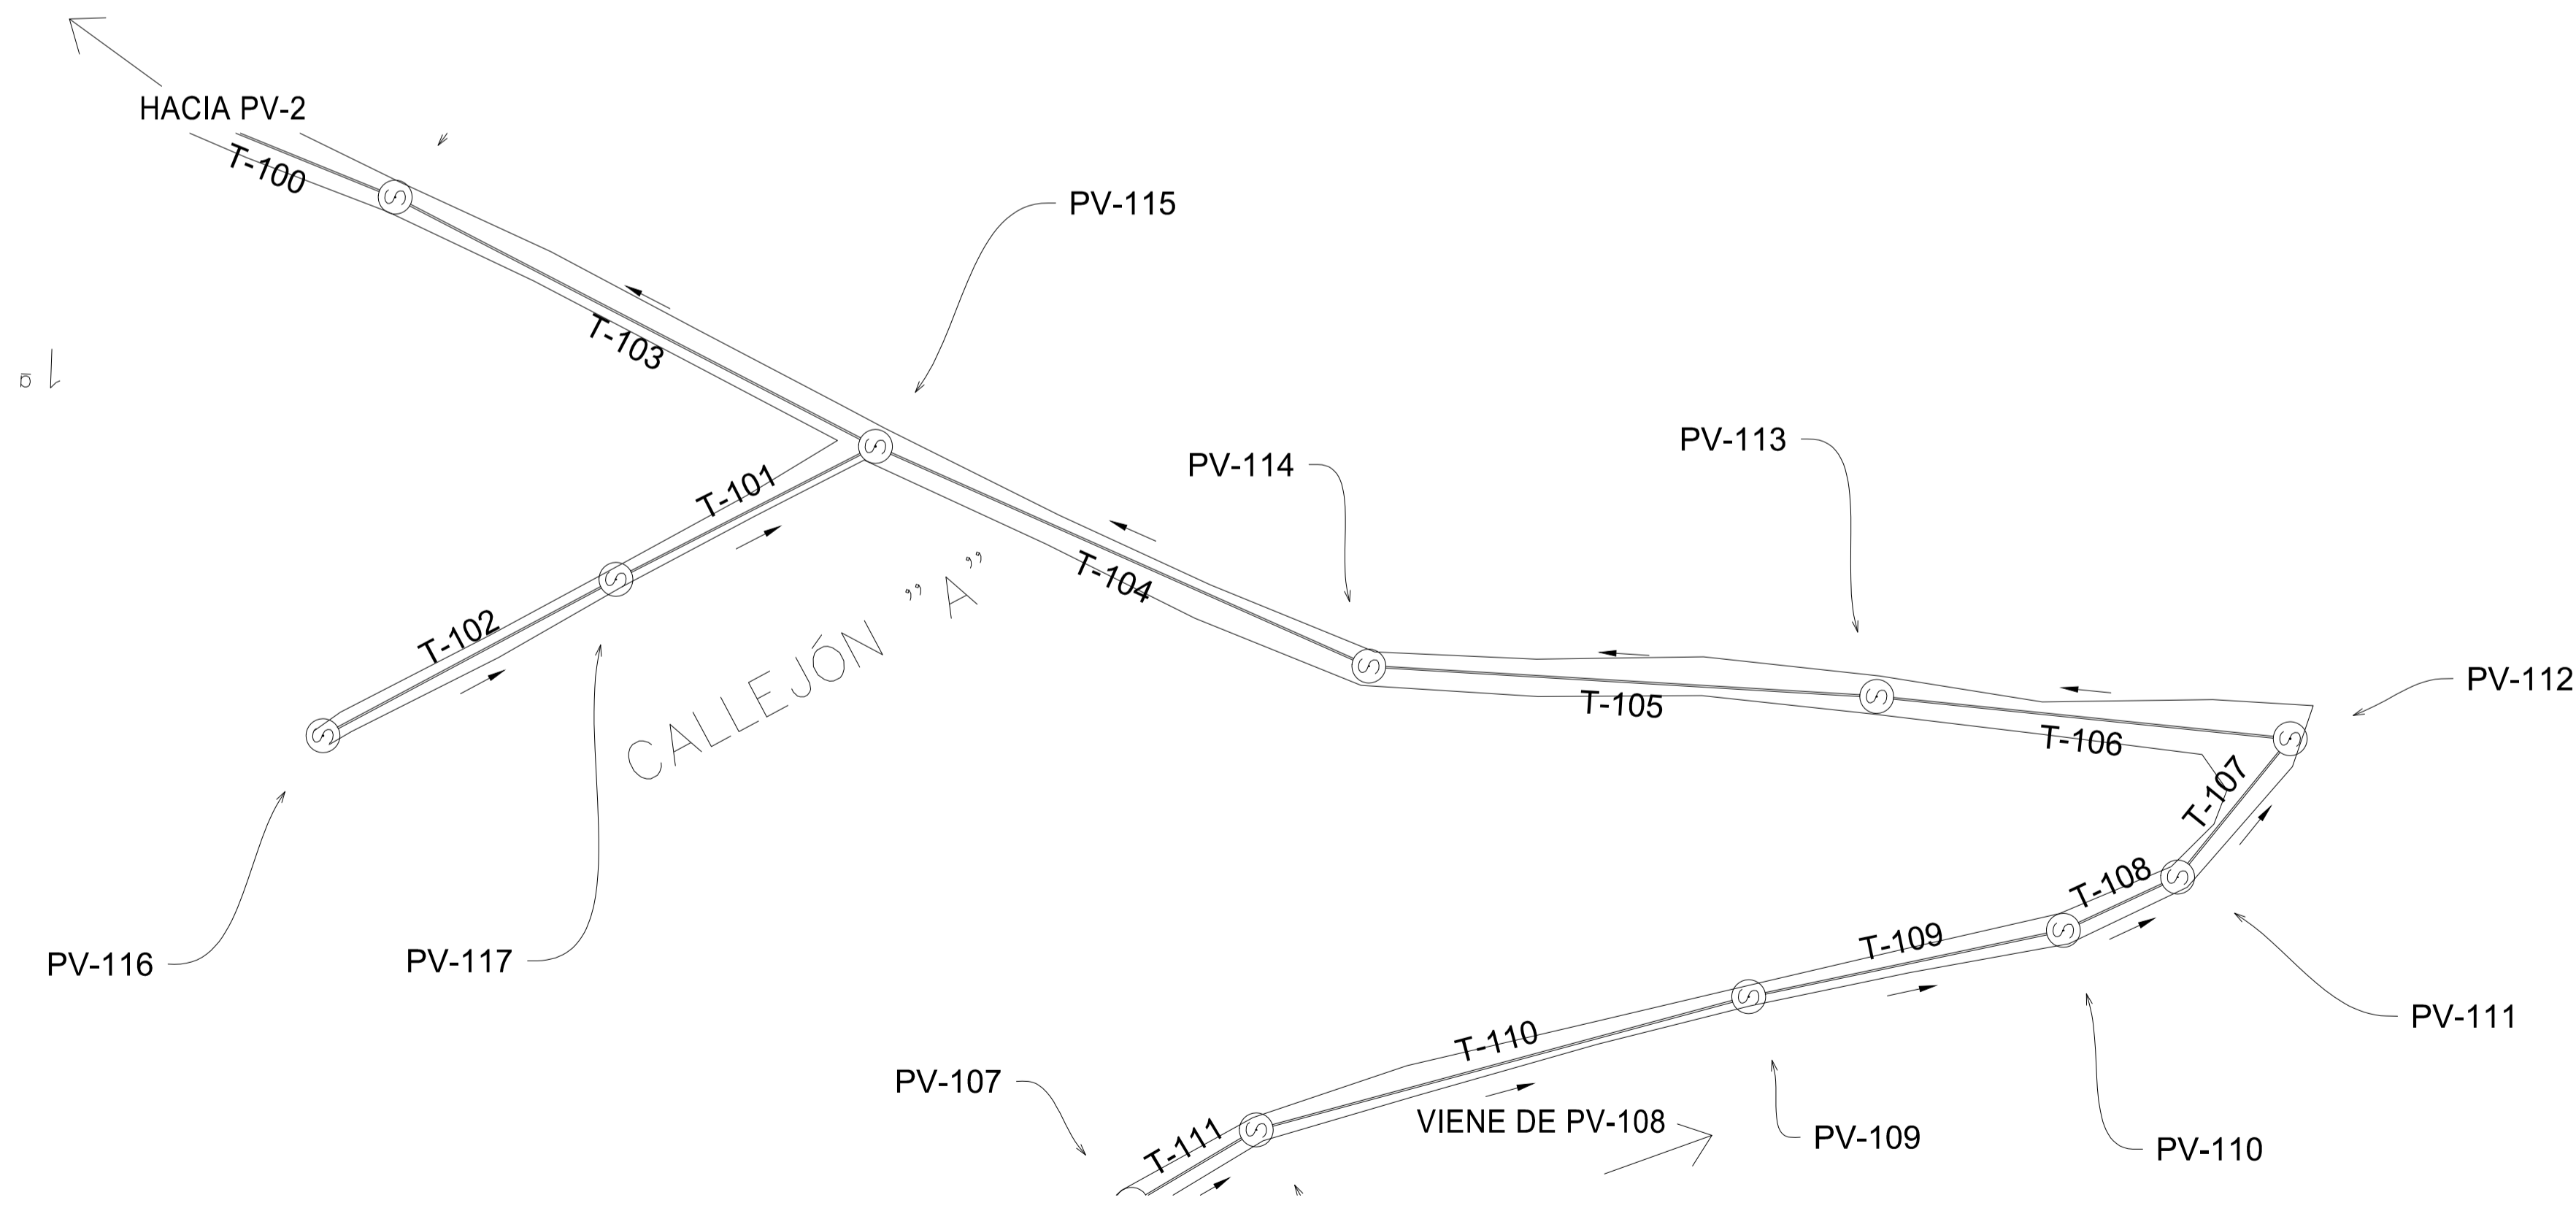 HACIA PV-2
T-100
PV-115
T-103
1a
PV-113
PV-114
T-101
T-104
T-102
CALLEJÓN "A"
PV-112
T-105
T-106
T-107
T-108
PV-116
PV-117
T-109
PV-111
T-110
PV-107
VIENE DE PV-108
PV-109
PV-110
T-111